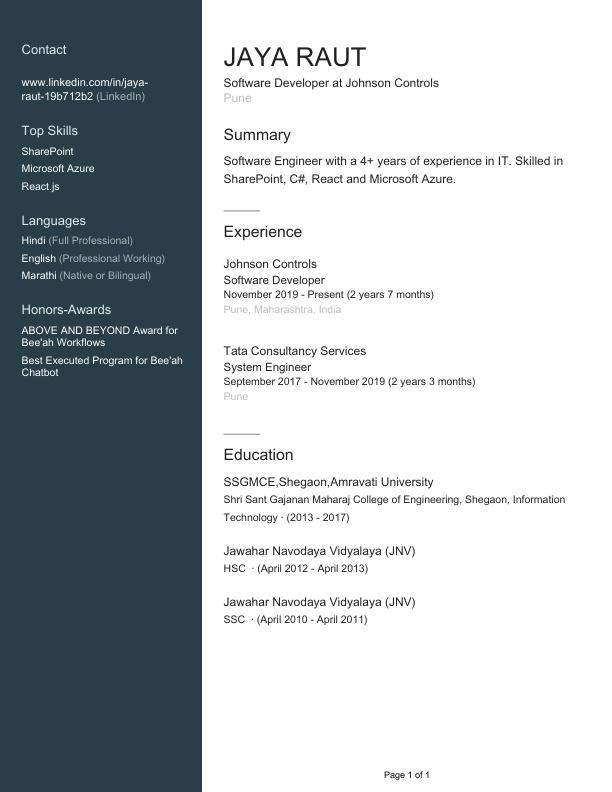 Contact
www.linkedin.com/in/jaya-
raut-19b712b2 (LinkedIn)
Top Skills
SharePoint
Microsoft Azure
React.js
Languages
Hindi (Full Professional)
English (Professional Working)
Marathi (Native or Bilingual)
Honors-Awards
ABOVE AND BEYOND Award for
Bee'ah Workflows
Best Executed Program for Bee'ah
Chatbot
JAYA RAUT
Software Developer at Johnson Controls
Pune
Summary
Software Engineer with a 4+ years of experience in IT. Skilled in
SharePoint, C#, React and Microsoft Azure.
Experience
Johnson Controls
Software Developer
November 2019 - Present (2 years 7 months)
Pune, Maharashtra, India
Tata Consultancy Services
System Engineer
September 2017 - November 2019 (2 years 3 months)
Pune
Education
SSGMCE,Shegaon,Amravati University
Shri Sant Gajanan Maharaj College of Engineering, Shegaon, Information
Technology · (2013 - 2017)
Jawahar Navodaya Vidyalaya (JNV)
HSC · (April 2012 - April 2013)
Jawahar Navodaya Vidyalaya (JNV)
SSC · (April 2010 - April 2011)
Page 1 of 1